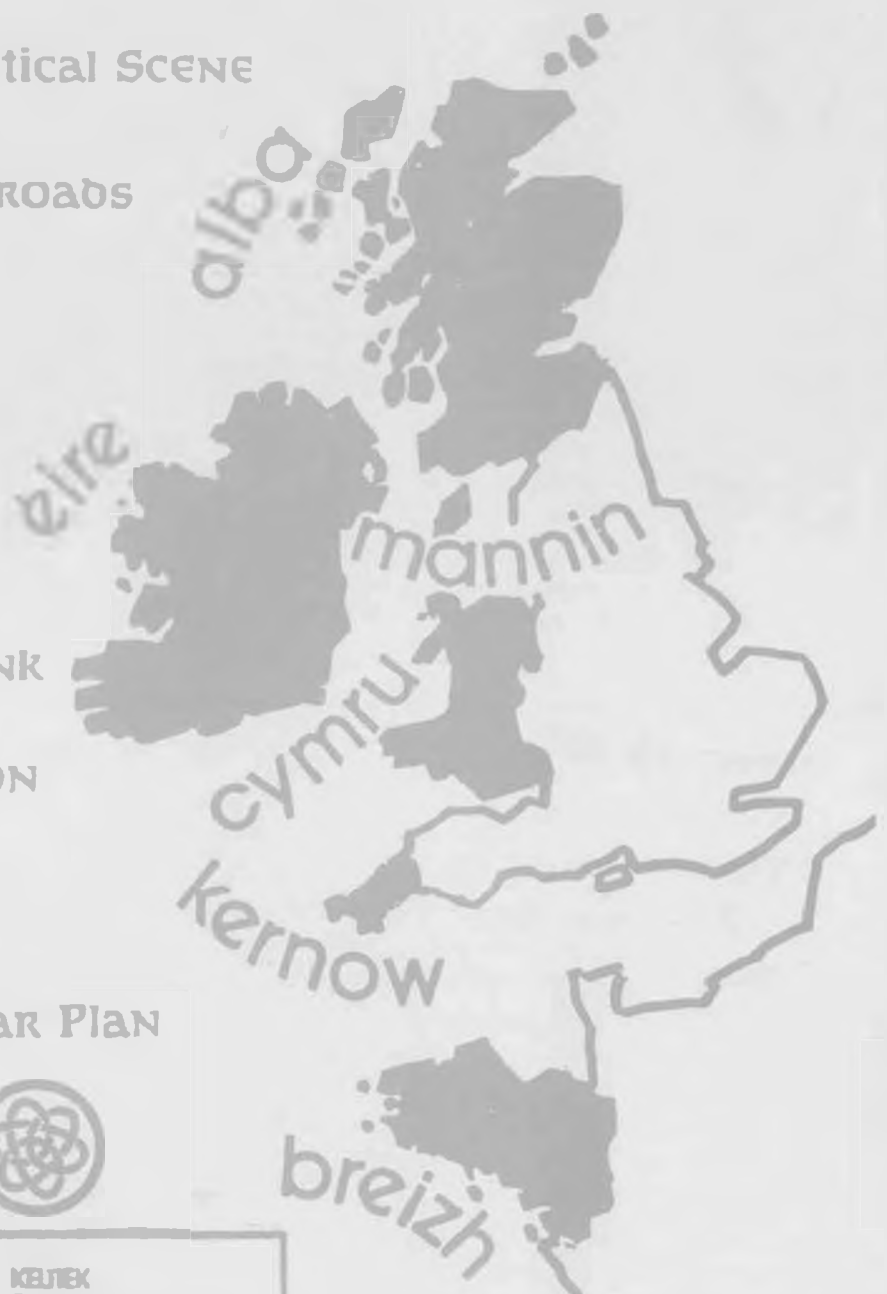 tical Scene
alba
roads
eire
mannin
nk
cymru
on
kernow
ar Plan
breizh
KELTEK